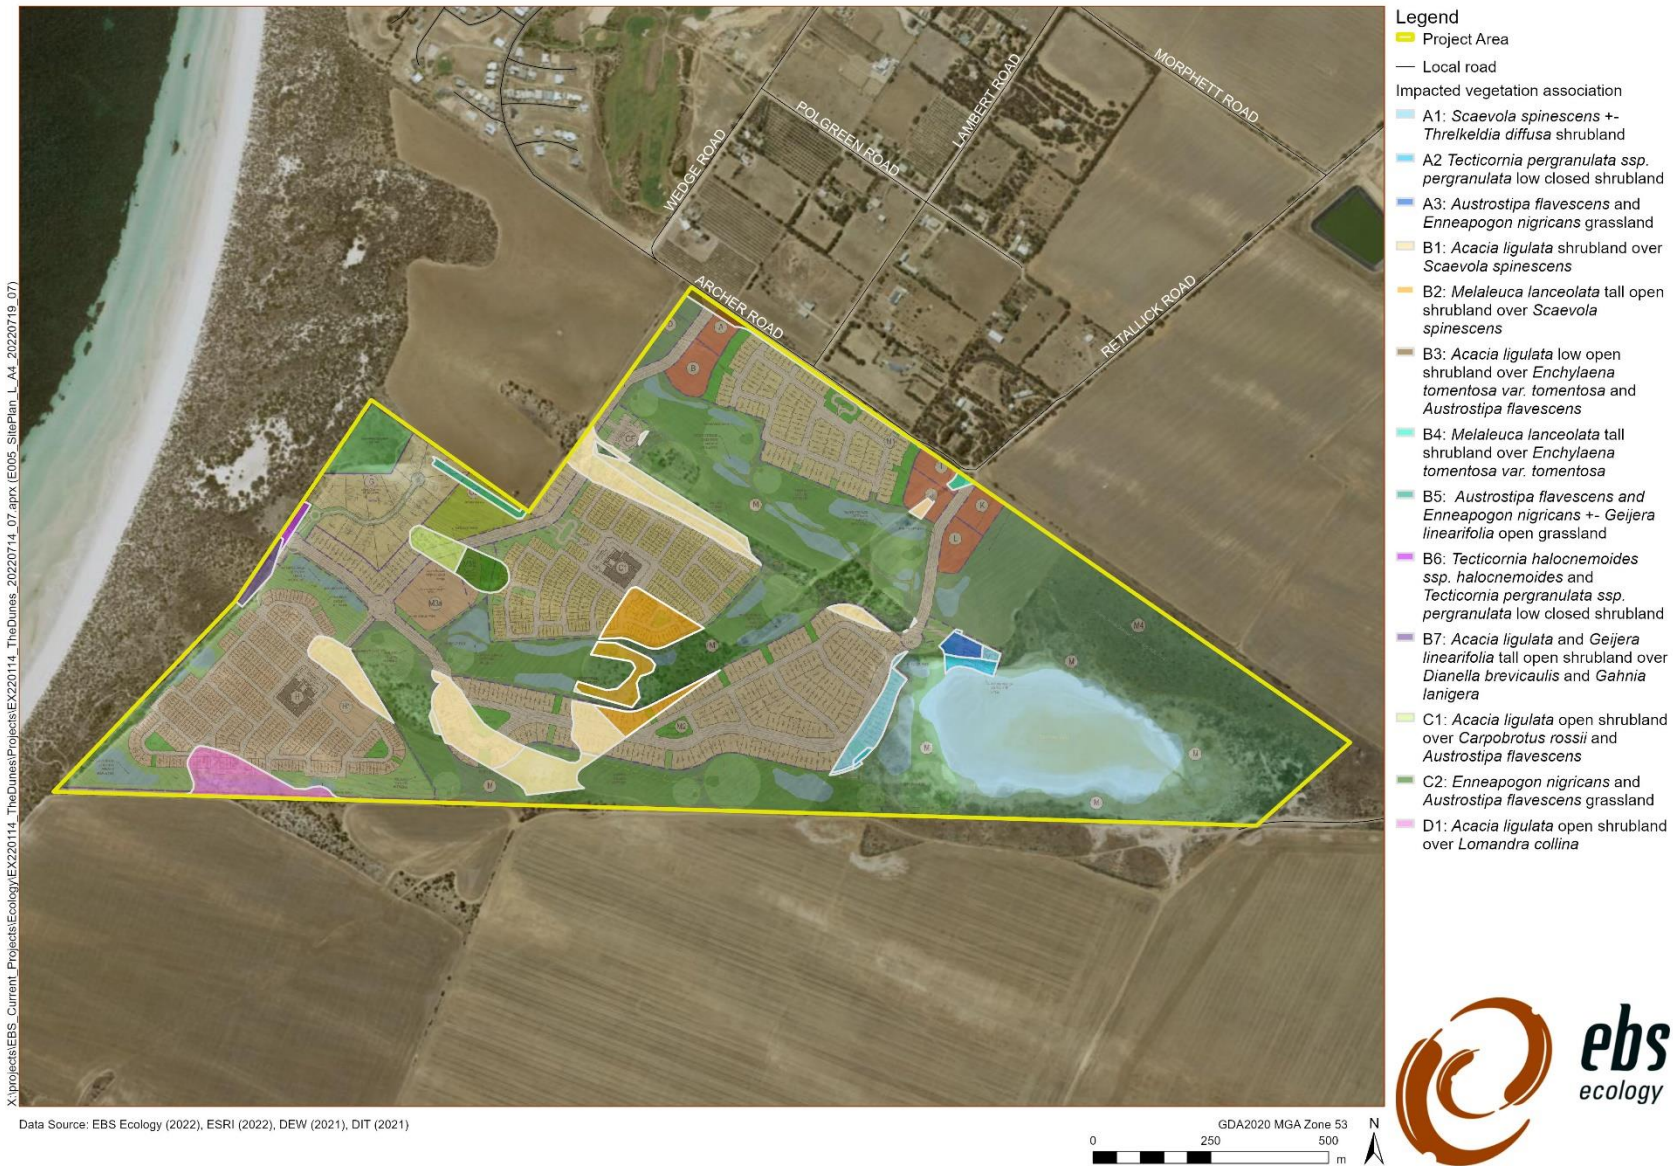 Legend
Project Area
Local road
Impacted vegetation association
A1: Scaevola spinescens +-
Threlkeldia diffusa shrubland
A2 Tecticornia pergranulata ssp.
pergranulata low closed shrubland
A3: Austrostipa flavescens and
Enneapogon nigricans grassland
B1: Acacia ligulata shrubland over
Scaevola spinescens
B2: Melaleuca lanceolata tall open
shrubland over Scaevola
spinescens
B3: Acacia ligulata low open
shrubland over Enchylaena
tomentosa var. tomentosa and
Austrostipa flavescens
B4: Melaleuca lanceolata tall
shrubland over Enchylaena
tomentosa var. tomentosa
B5: Austrostipa flavescens and
Enneapogon nigricans +- Geijera
linearifolia open grassland
B6: Tecticornia halocnemoides
ssp. halocnemoides and
Tecticornia pergranulata ssp.
pergranulata low closed shrubland
B7: Acacia ligulata and Geijera
linearifolia tall open shrubland over
Dianella brevicaulis and Gahnia
lanigera
C1: Acacia ligulata open shrubland
over Carpobrotus rossii and
Austrostipa flavescens
C2: Enneapogon nigricans and
Austrostipa flavescens grassland
D1: Acacia ligulata open shrubland
over Lomandra collina
MORPHETT ROAD
LAMBERT ROAD
POLGREEN ROAD
WEDGE ROAD
ARCHER ROAD
RETALLICK ROAD
B
K
L
M
M4
M
M
M
M
M
M
X:\projects\EBS_Current_Projects\Ecology\EX220114_TheDunes\Projects\EX220114_TheDunes_20220714_07.aprx (E005_SitePlan_L_A4_20220719_07)
Data Source: EBS Ecology (2022), ESRI (2022), DEW (2021), DIT (2021)
GDA2020 MGA Zone 53
N
0 250 500
m
ebs
ecology